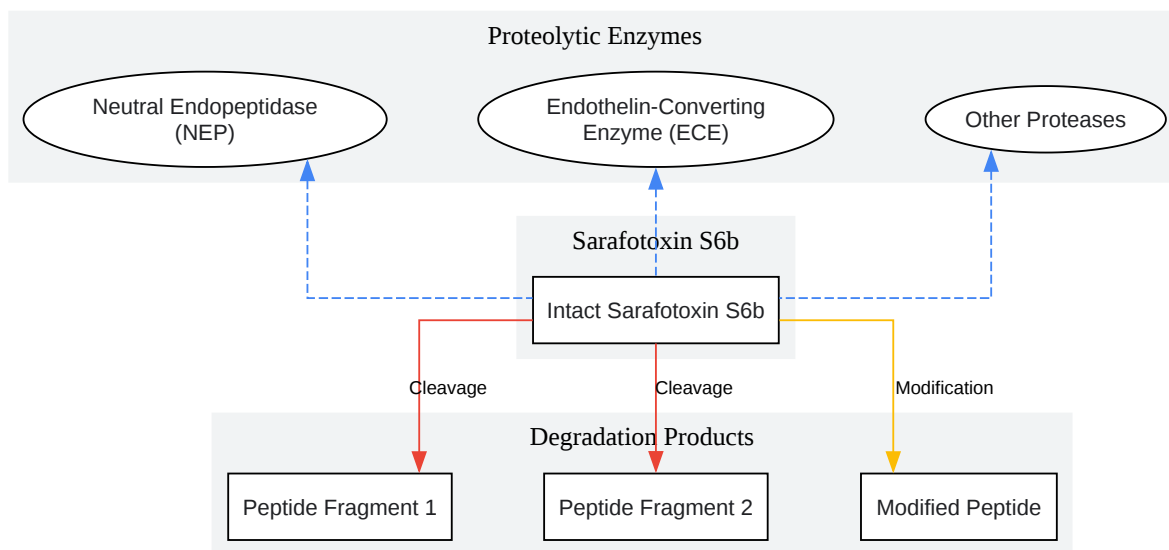 Proteolytic Enzymes
Neutral Endopeptidase
(NEP)
Endothelin-Converting
Enzyme (ECE)
Other Proteases
Sarafotoxin S6b
Intact Sarafotoxin S6b
Cleavage
Cleavage
Modification
Degradation Products
Peptide Fragment 1
Peptide Fragment 2
Modified Peptide